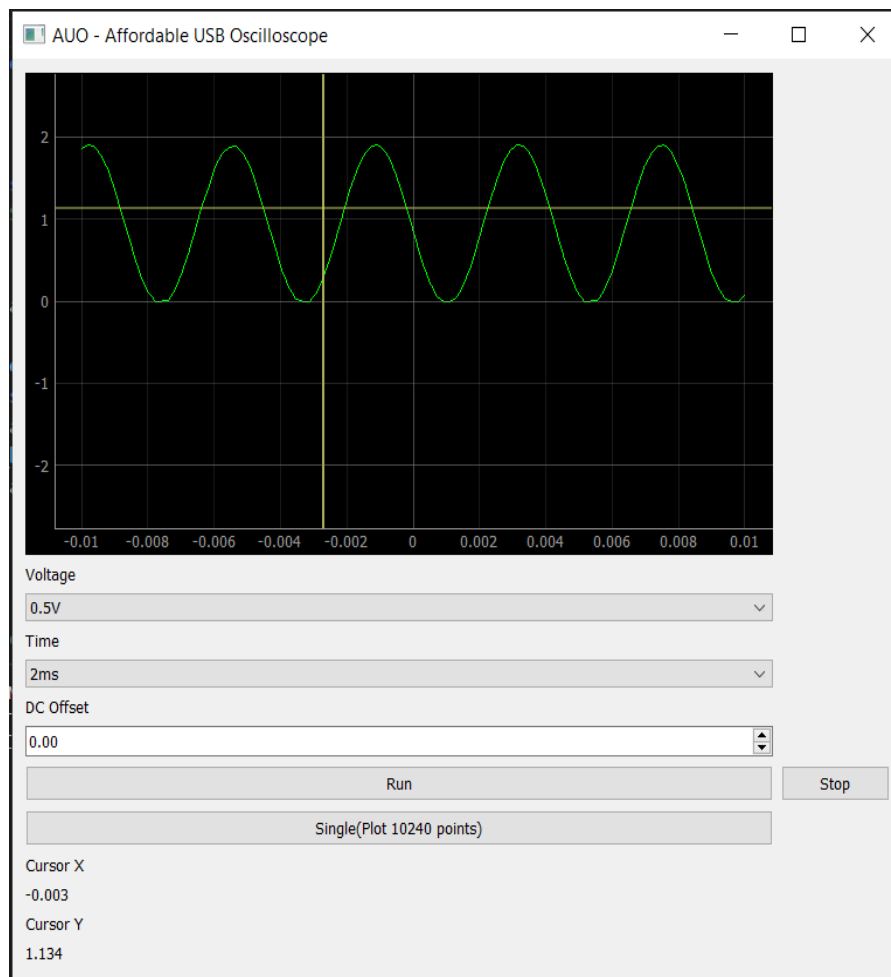 AUO - Affordable USB Oscilloscope
2
1
0
-1
-2
-0.01 -0.008 -0.006 -0.004 -0.002 0 0.002 0.004 0.006 0.008 0.01
Voltage
0.5V
Time
2ms
DC Offset
0.00
Run Stop
Single(Plot 10240 points)
Cursor X
-0.003
Cursor Y
1.134